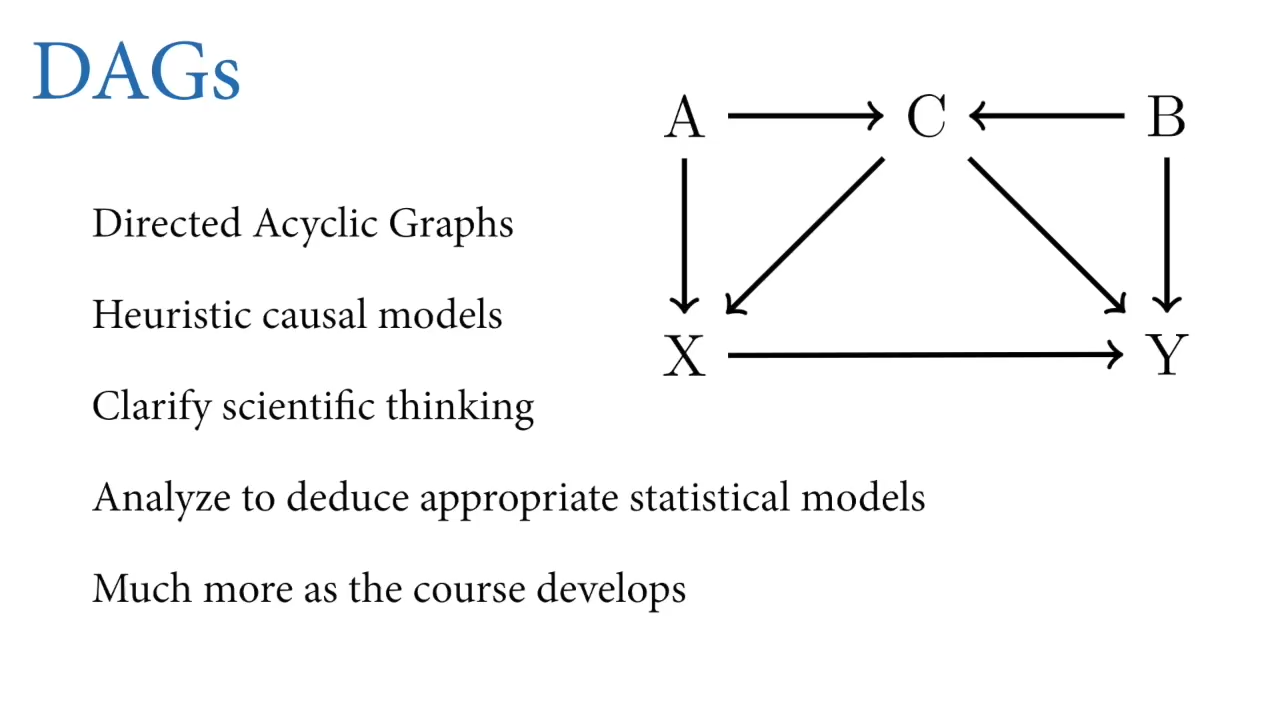 DAGs
A C B
Directed Acyclic Graphs
Heuristic causal models
X Y
Clarify scientific thinking
Analyze to deduce appropriate statistical models
Much more as the course develops